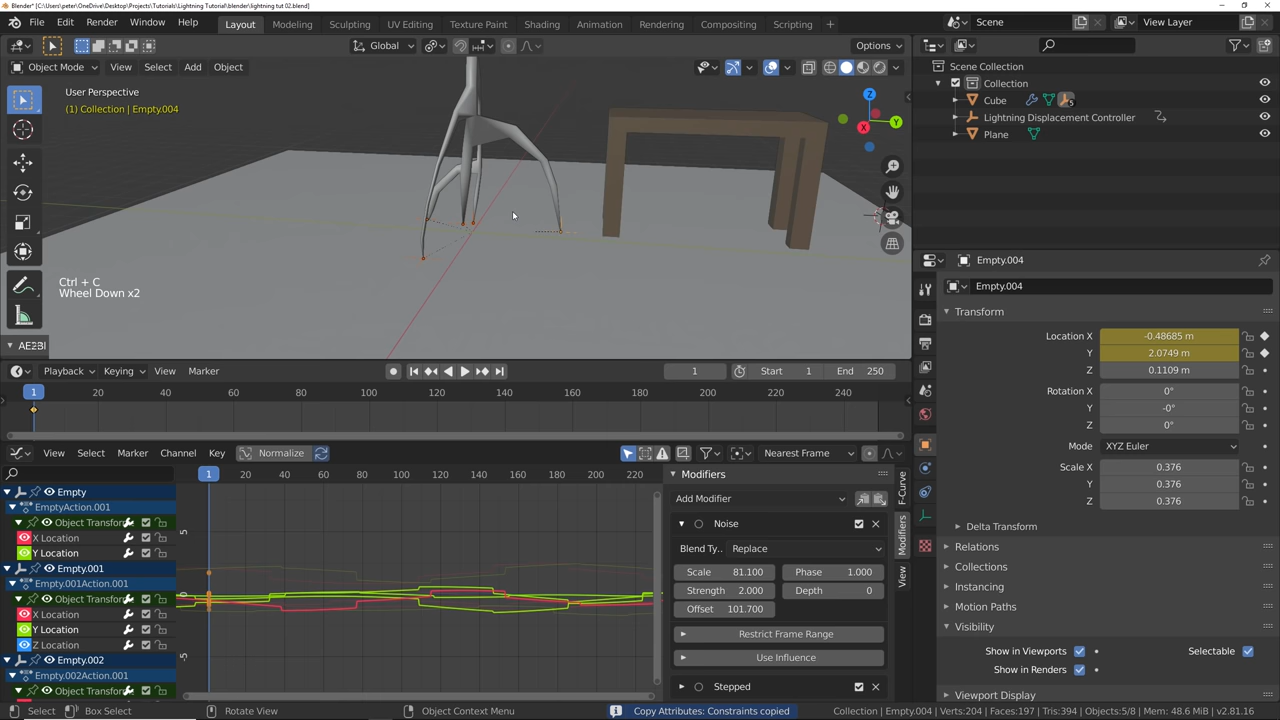 Blender* [C:\Users\peter\OneDrive\Desktop\Projects\Tutorials\Lightning Tutorial\blender\lightning tut 02.blend]
File Edit Render Window Help
Layout Modeling Sculpting UV Editing Texture Paint Shading Animation Rendering Compositing Scripting
Scene
View Layer
Global
Options
Object Mode View Select Add Object
User Perspective
(1) Collection | Empty.004
Z
Y
X
Ctrl + C
Wheel Down x2
Scene Collection
Collection
Cube
5
Lightning Displacement Controller
Plane
Playback Keying View Marker
1
Start 1
End 250
1 20 40 60 80 100 120 140 160 180 200 220 240
View Select Marker Channel Key Normalize
Nearest Frame
1 20 40 60 80 100 120 140 160 180 200 220
5
0
-5
Empty
EmptyAction.001
Object Transform
X Location
Y Location
Empty.001
Empty.001Action.001
Object Transform
X Location
Y Location
Z Location
Empty.002
Empty.002Action.001
Object Transform
Modifiers
Add Modifier
Noise
Blend Ty.. Replace
Scale 81.100
Phase 1.000
Strength 2.000
Depth 0
Offset 101.700
Restrict Frame Range
Use Influence
Stepped
F-Curve
Modifiers
View
Empty.004
Empty.004
Transform
Location X -0.48685 m
Y 2.0749 m
Z 0.1109 m
Rotation X 0°
Y -0°
Z 0°
Mode XYZ Euler
Scale X 0.376
Y 0.376
Z 0.376
Delta Transform
Relations
Collections
Instancing
Motion Paths
Visibility
Show in Viewports
Selectable
Show in Renders
Viewport Display
Select
Box Select
Rotate View
Object Context Menu
Copy Attributes: Constraints copied
Collection | Empty.004 | Verts:204 | Faces:197 | Tris:394 | Objects:5/8 | Mem: 48.6 MiB | v2.81.16